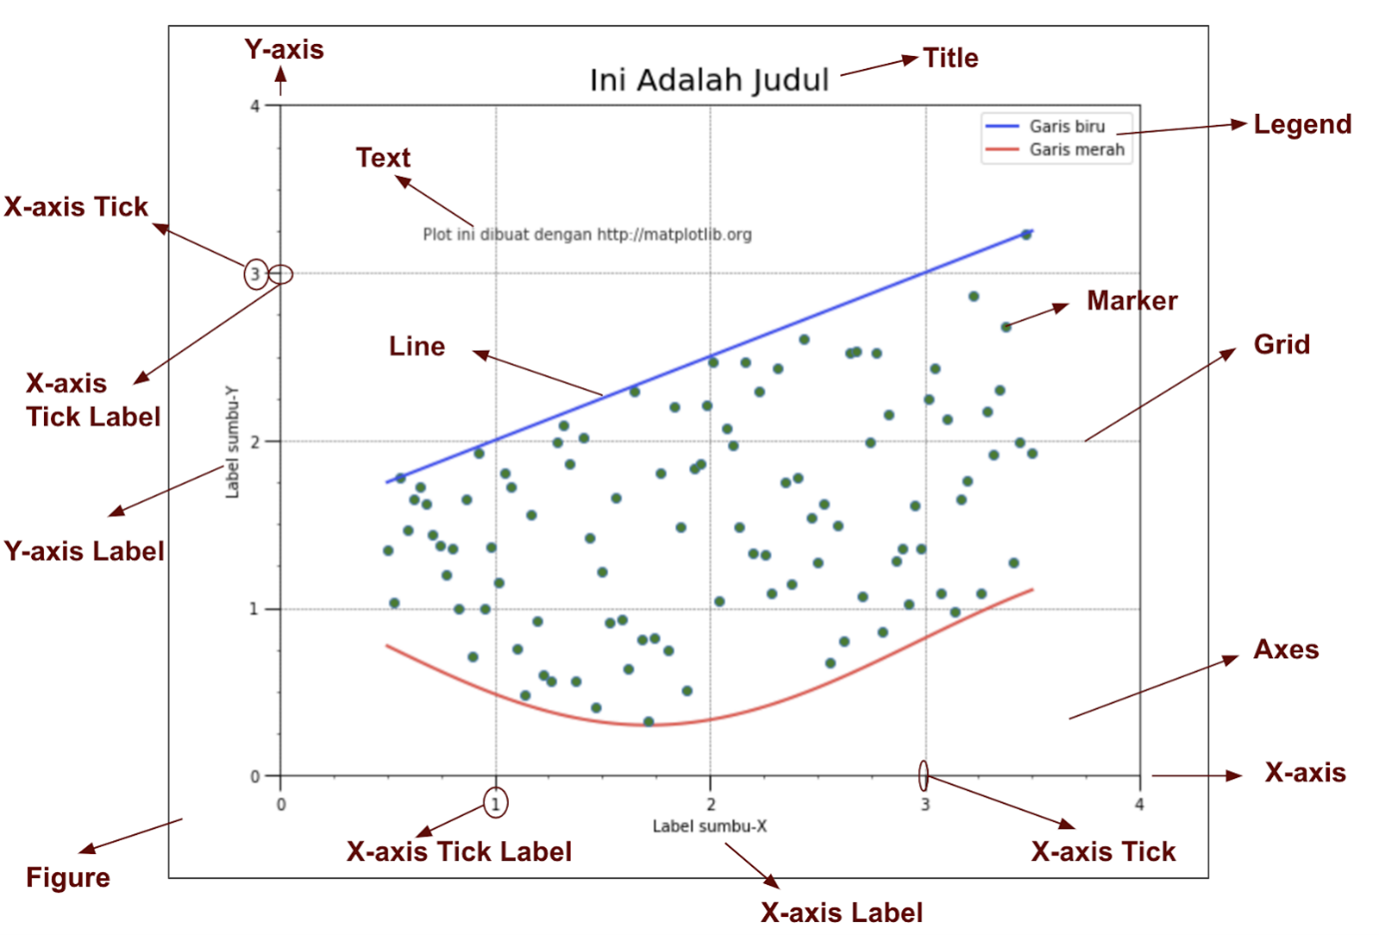 Y-axis
Title
Ini Adalah Judul
4
Legend
Garis biru
Garis merah
Text
X-axis Tick
Plot ini dibuat dengan http://matplotlib.org
3
Marker
Line
Grid
X-axis
Tick Label
Label sumbu-Y
2
Y-axis Label
1
Axes
0
X-axis
0
1
2
3
4
Label sumbu-X
X-axis Tick Label
X-axis Tick
Figure
X-axis Label